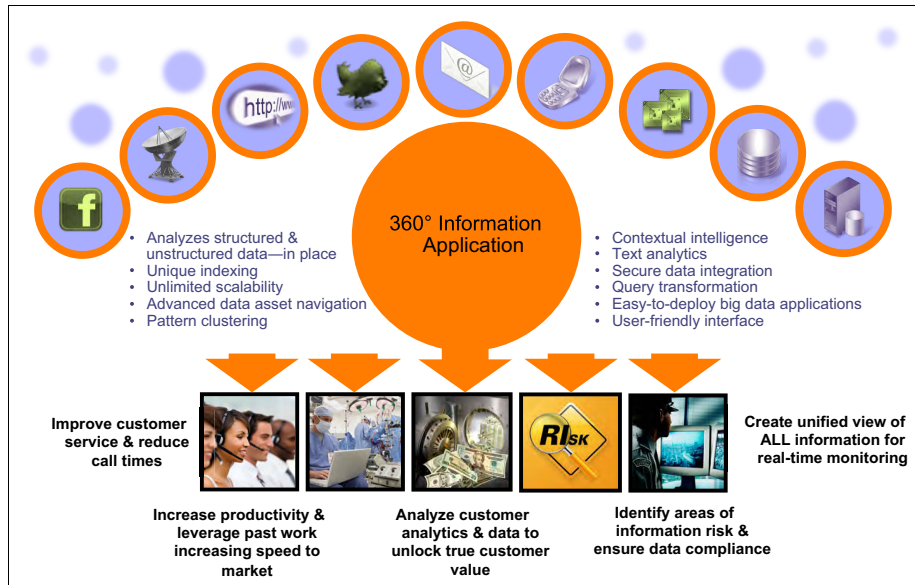 f
http://ww
@
360° Information
Application
• Analyzes structured &
unstructured data—in place
• Unique indexing
• Unlimited scalability
• Advanced data asset navigation
• Pattern clustering
• Contextual intelligence
• Text analytics
• Secure data integration
• Query transformation
• Easy-to-deploy big data applications
• User-friendly interface
Improve customer
service & reduce
call times
RISK
Create unified view of
ALL information for
real-time monitoring
Increase productivity &
leverage past work
increasing speed to
market
Analyze customer
analytics & data to
unlock true customer
value
Identify areas of
information risk &
ensure data compliance